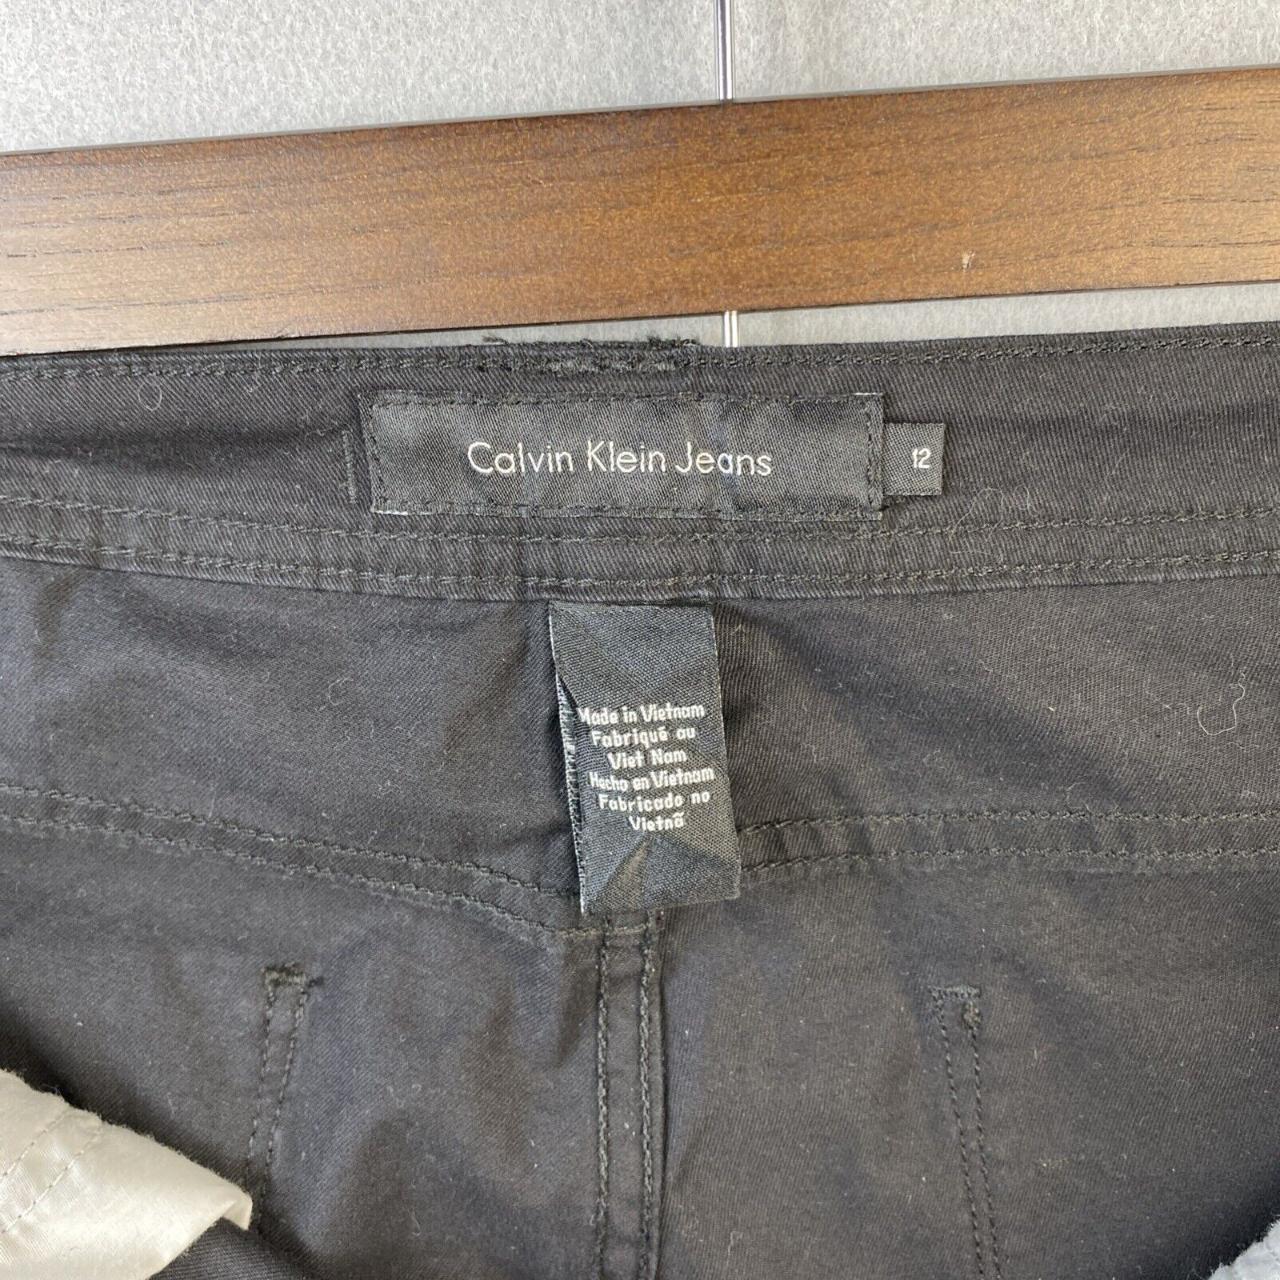 Calvin Klein Jeans
12
Made in Vietnam
Fabriqué au
Viet Nam
Hecho en Vietnam
Fabricado no
Vietnã